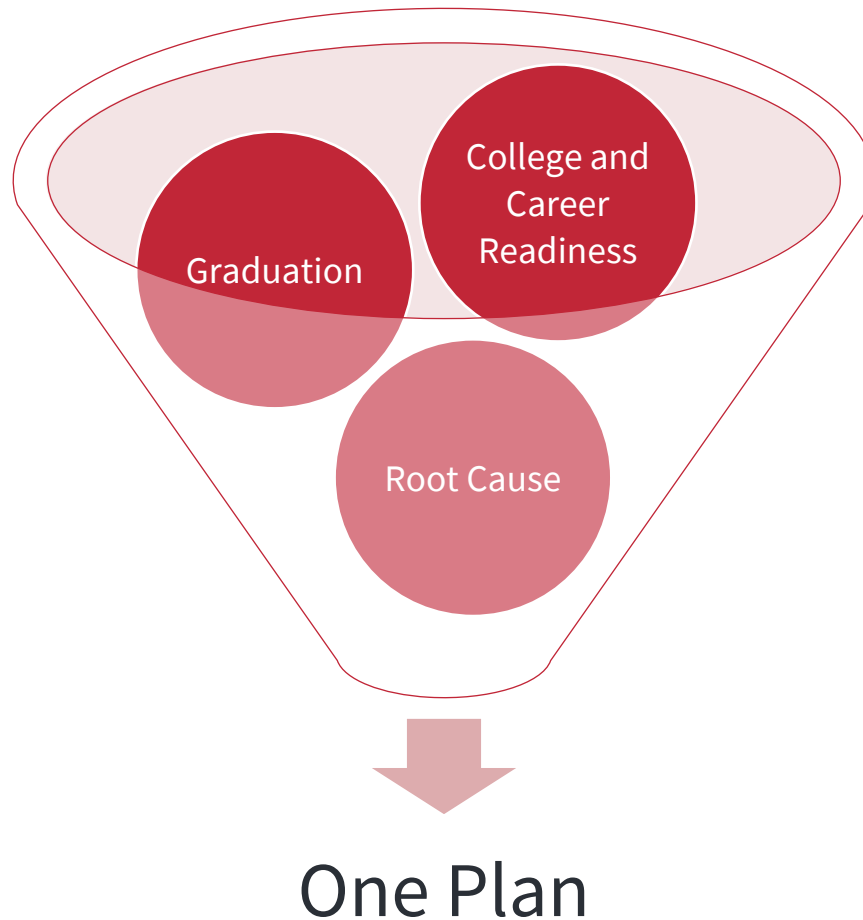 College and
Career
Readiness
Graduation
Root Cause
One Plan